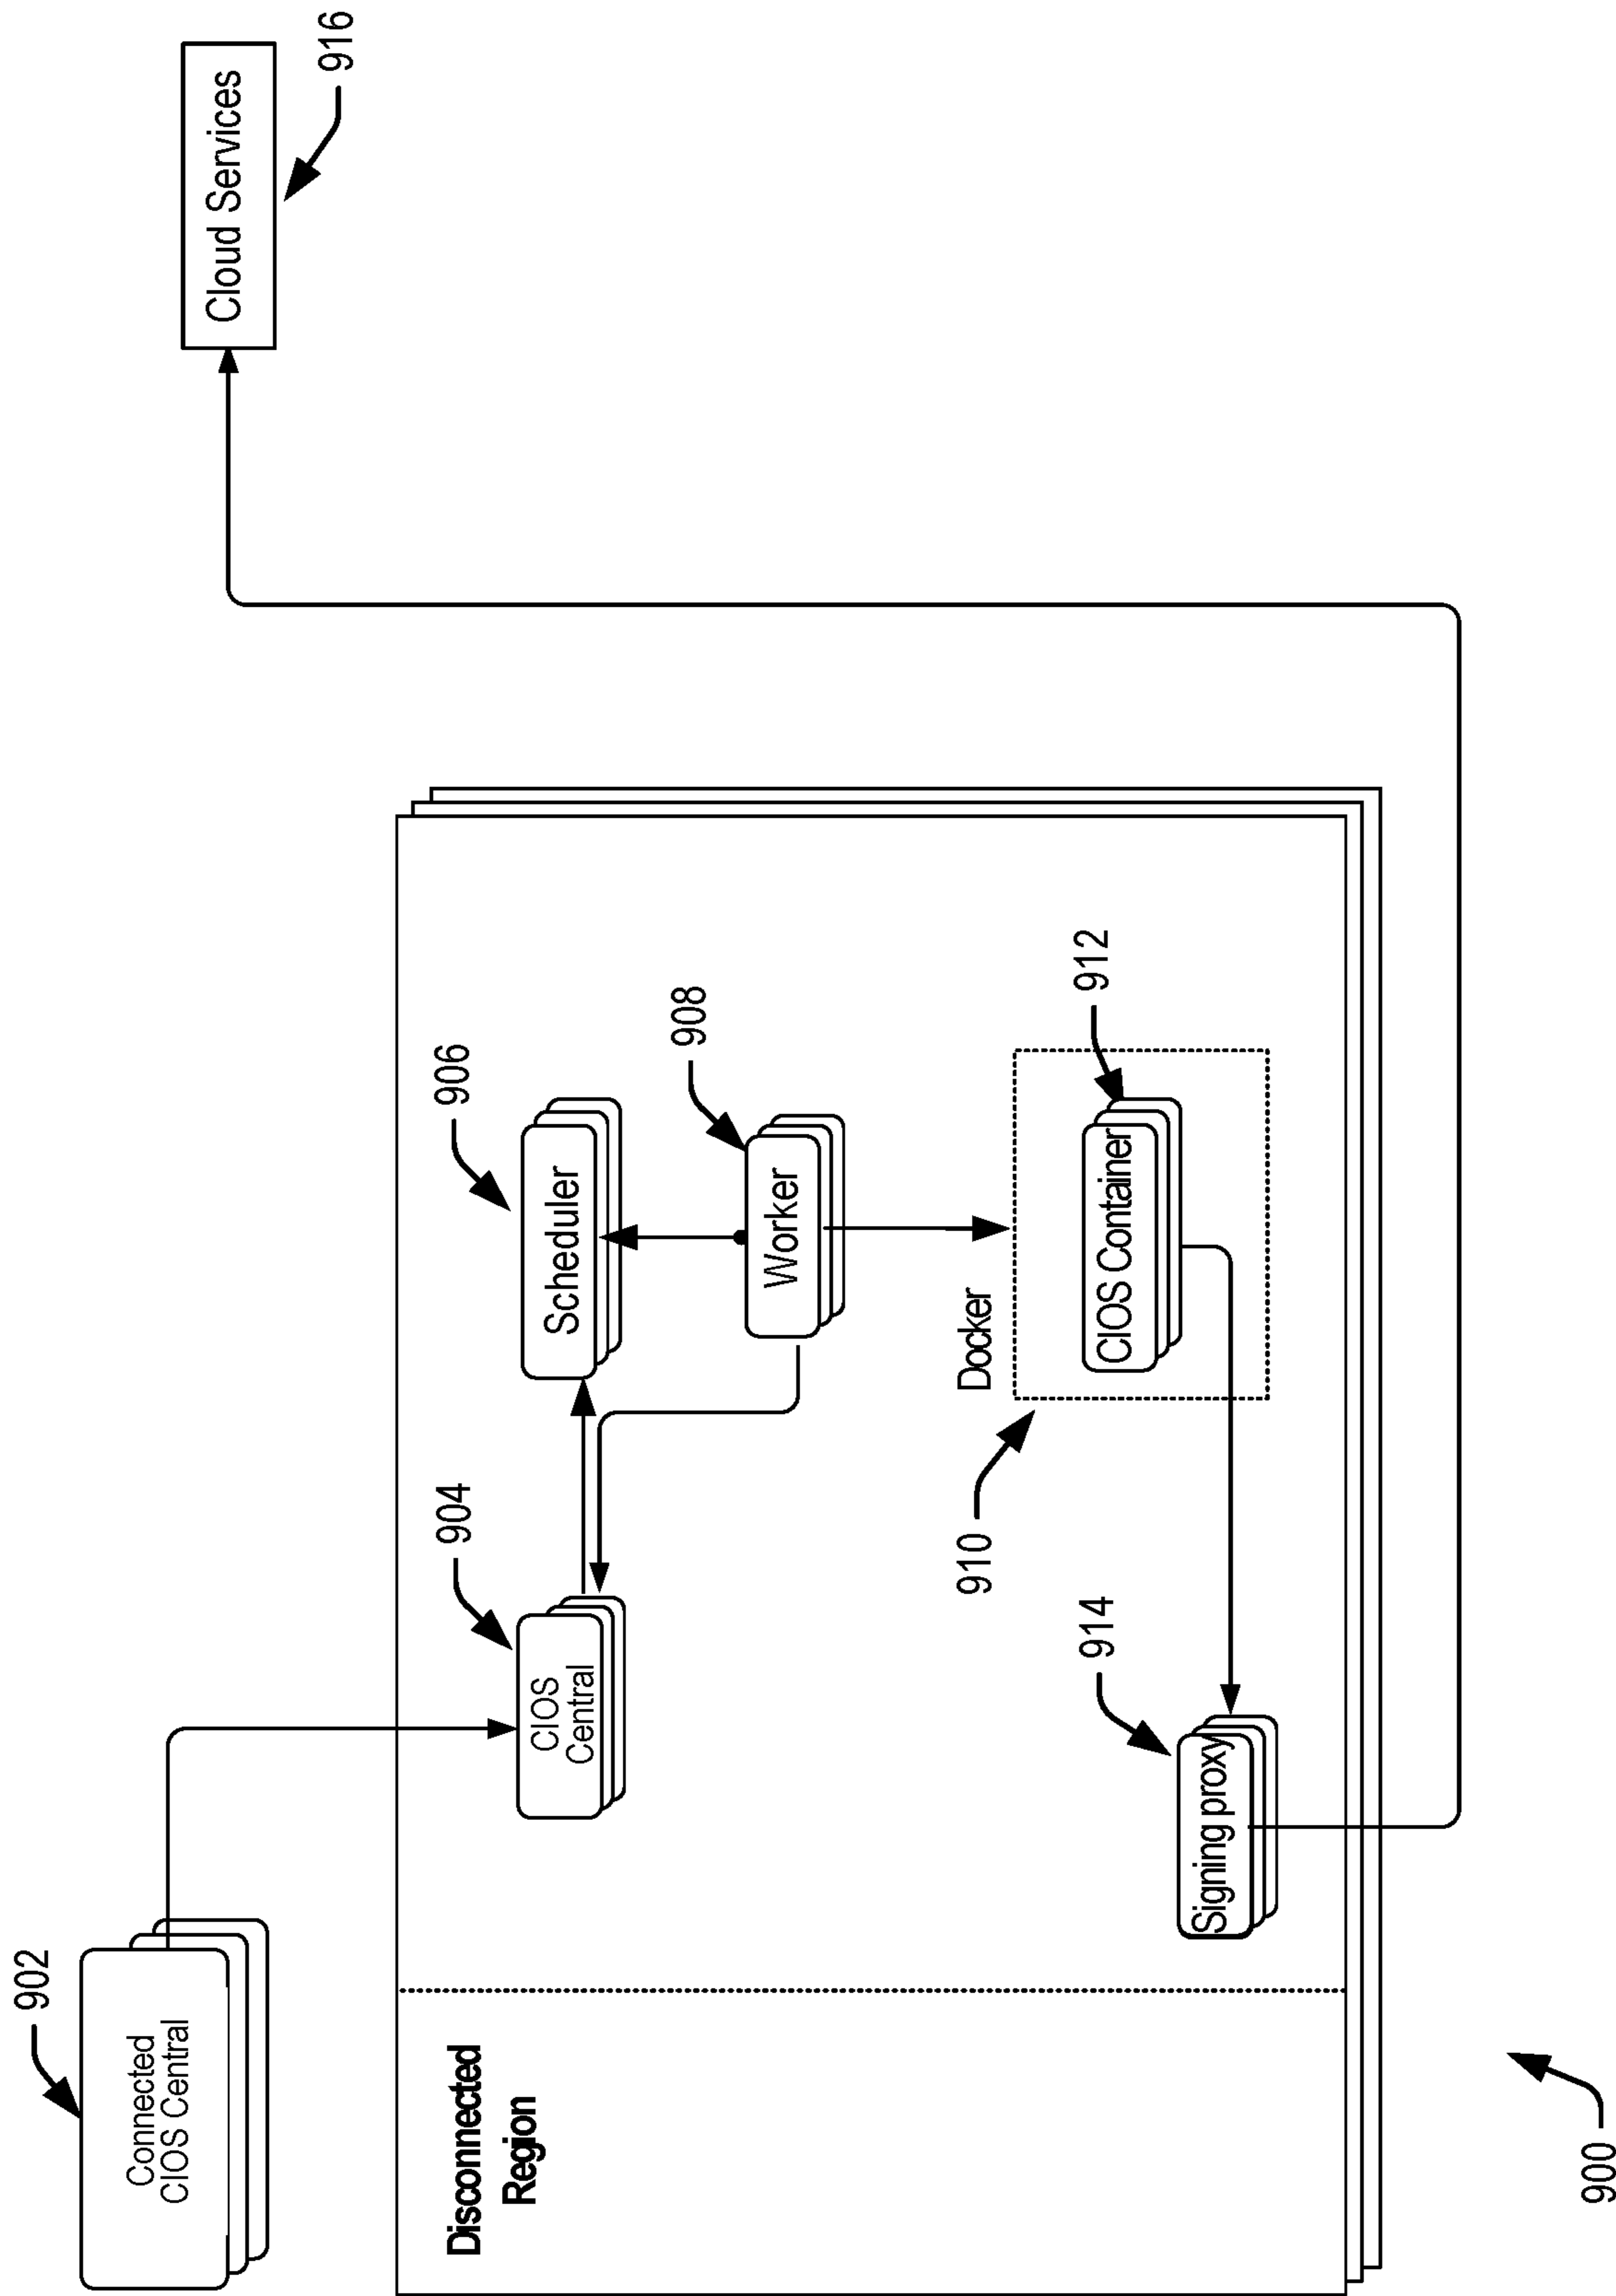 902
Connected
CIOS Central
Cloud Services
916
Disconnected
Region
904
CIOS
Central
906
Scheduler
908
Worker
Docker
910
912
CIOS Container
914
Signing proxy
900